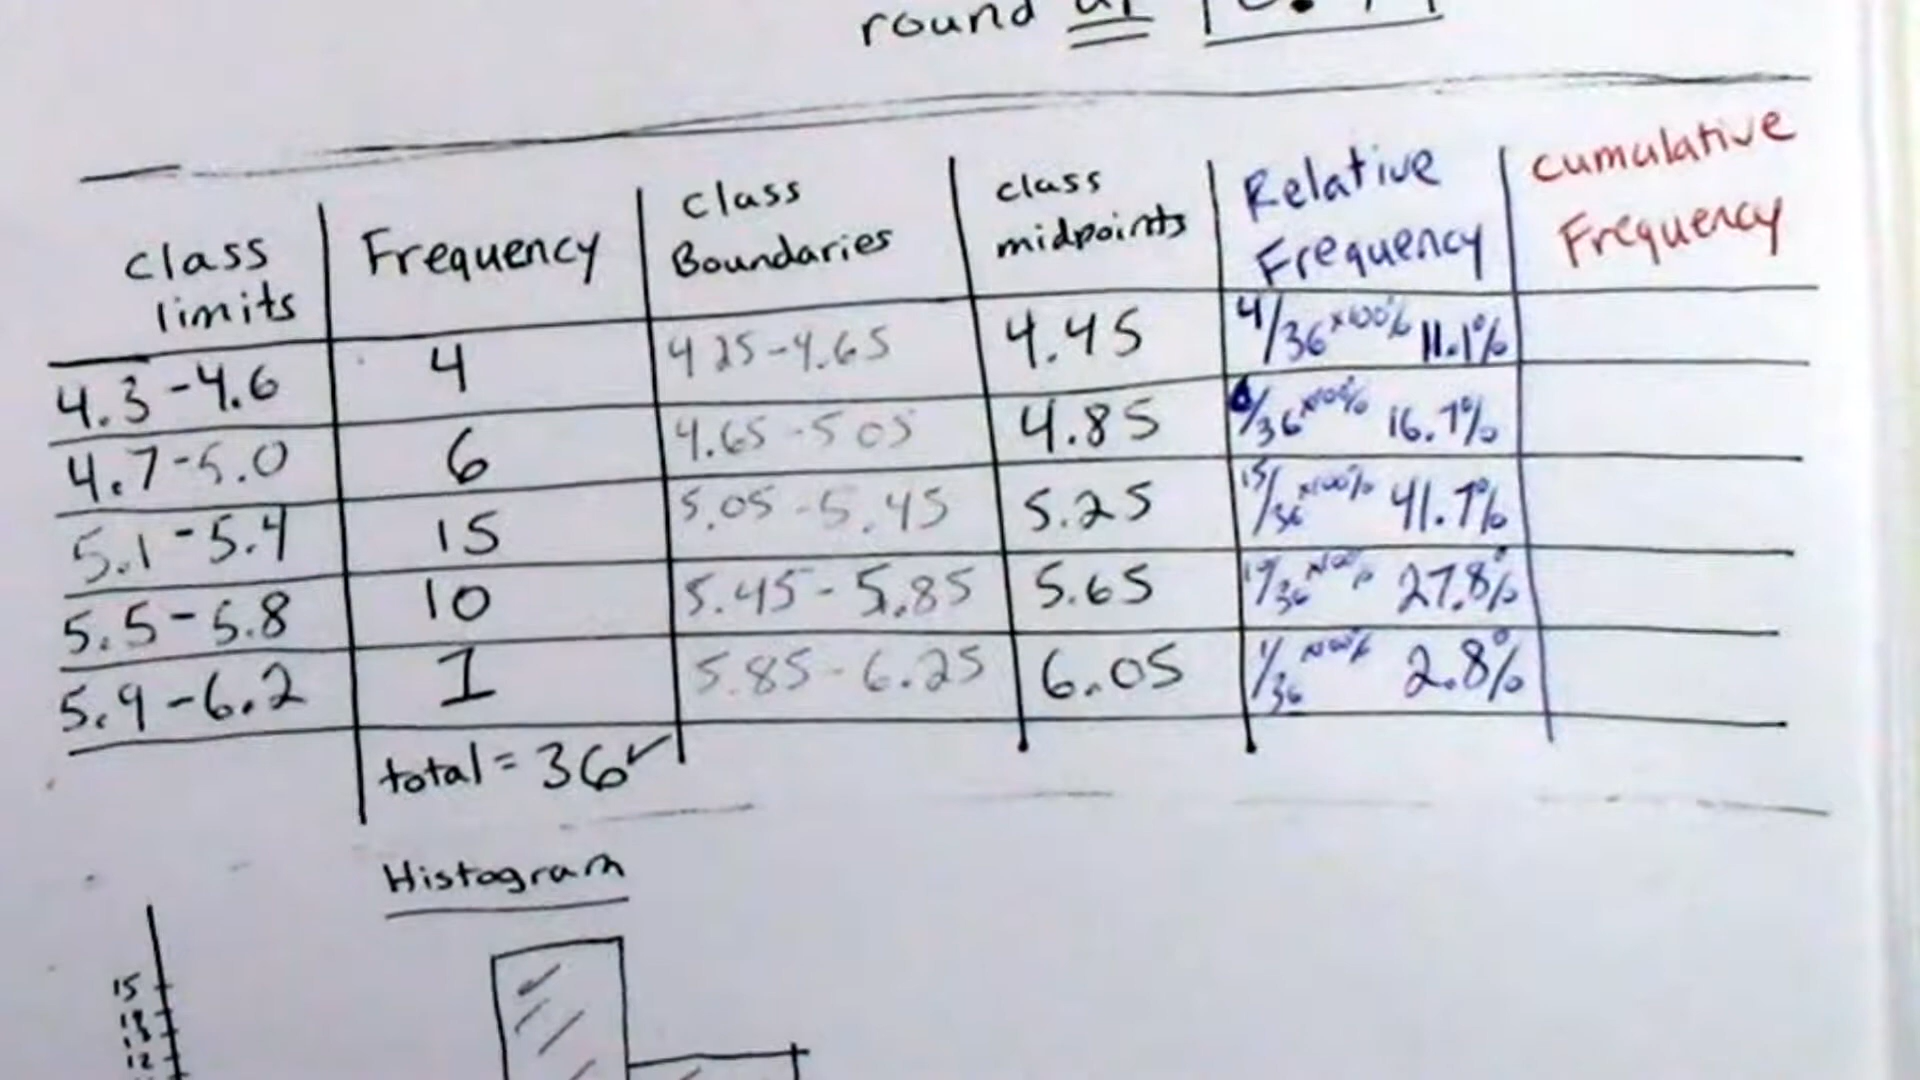 round up
class limits | Frequency | class Boundaries | class midpoints | Relative Frequency | cumulative Frequency
4.3-4.6 | 4 | 4.25-4.65 | 4.45 | 4/36 x100% 11.1%
4.7-5.0 | 6 | 4.65-5.05 | 4.85 | 6/36 x100% 16.7%
5.1-5.4 | 15 | 5.05-5.45 | 5.25 | 15/36 x100% 41.7%
5.5-5.8 | 10 | 5.45-5.85 | 5.65 | 10/36 x100% 27.8%
5.9-6.2 | 1 | 5.85-6.25 | 6.05 | 1/36 x100% 2.8%
total = 36 ✓
Histogram
15
14
13
12